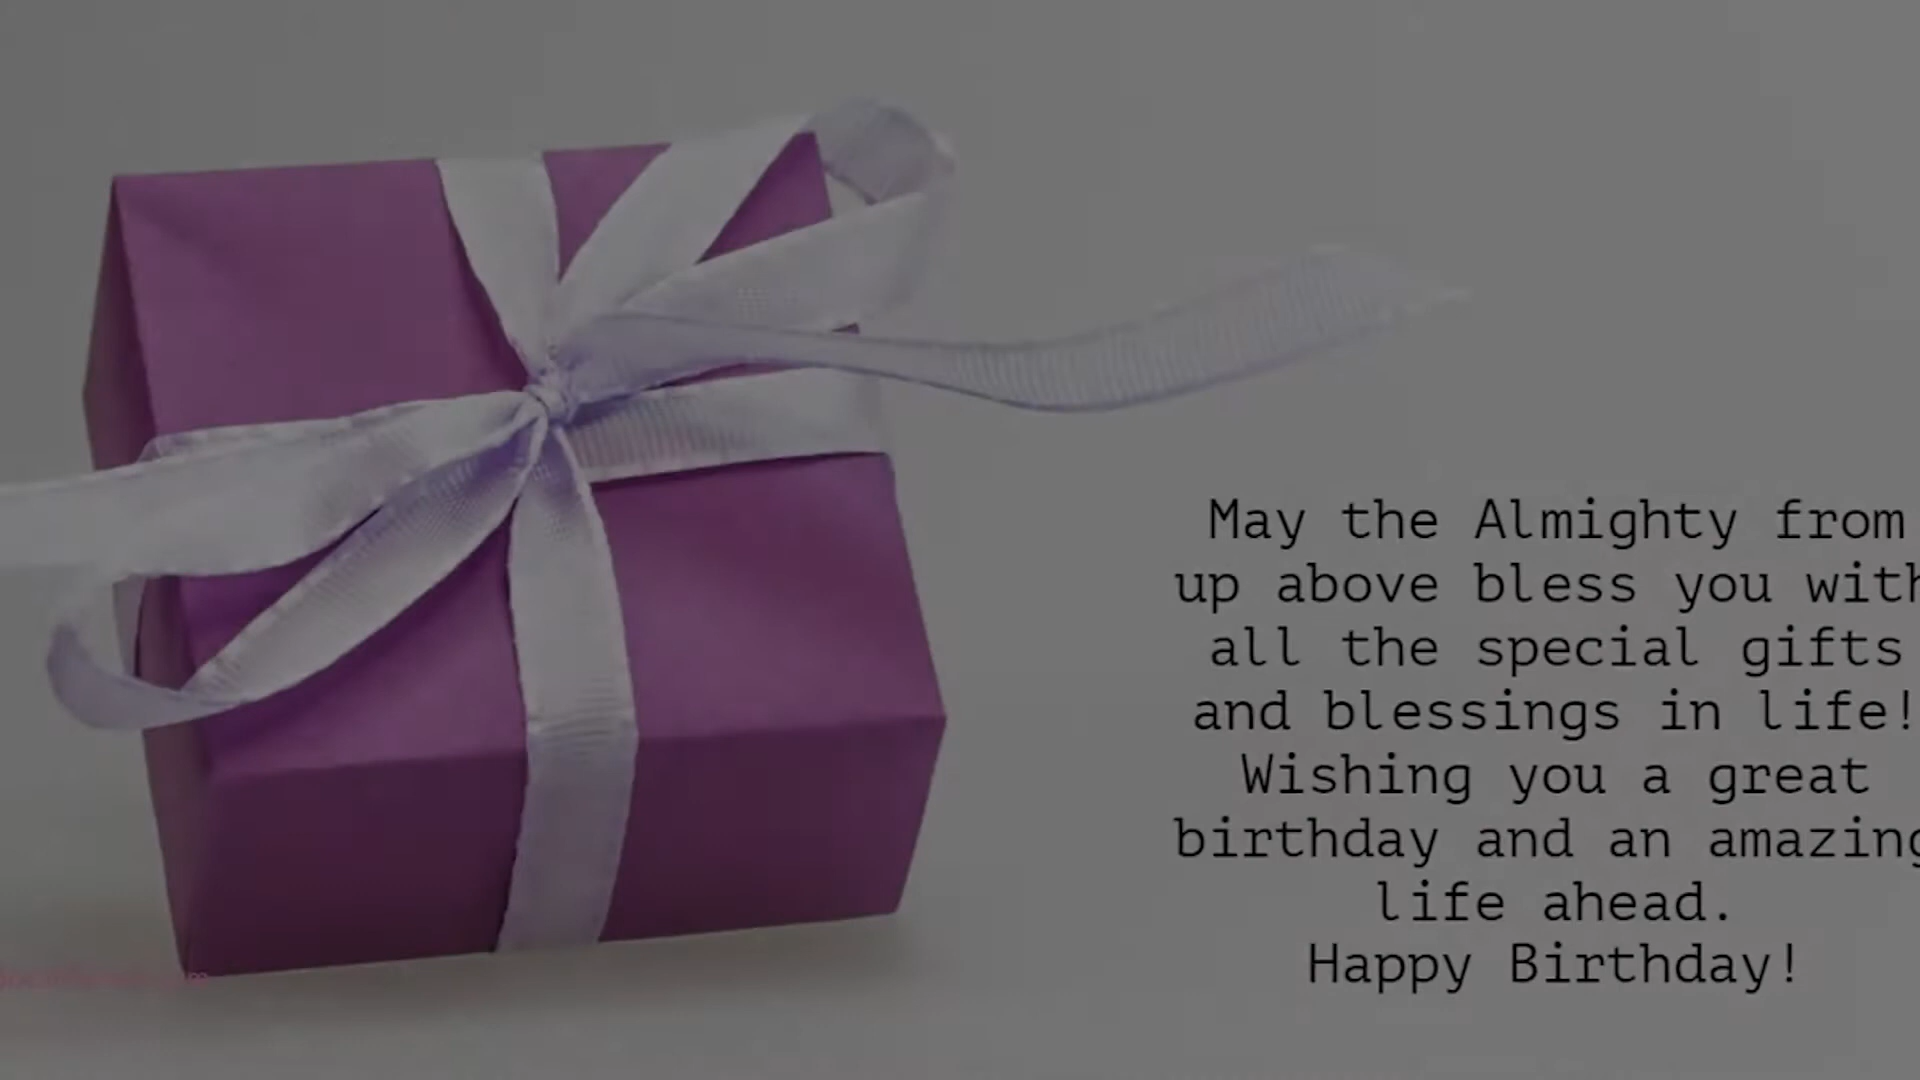 May the Almighty from
up above bless you with
all the special gifts
and blessings in life!
Wishing you a great
birthday and an amazing
life ahead.
Happy Birthday!